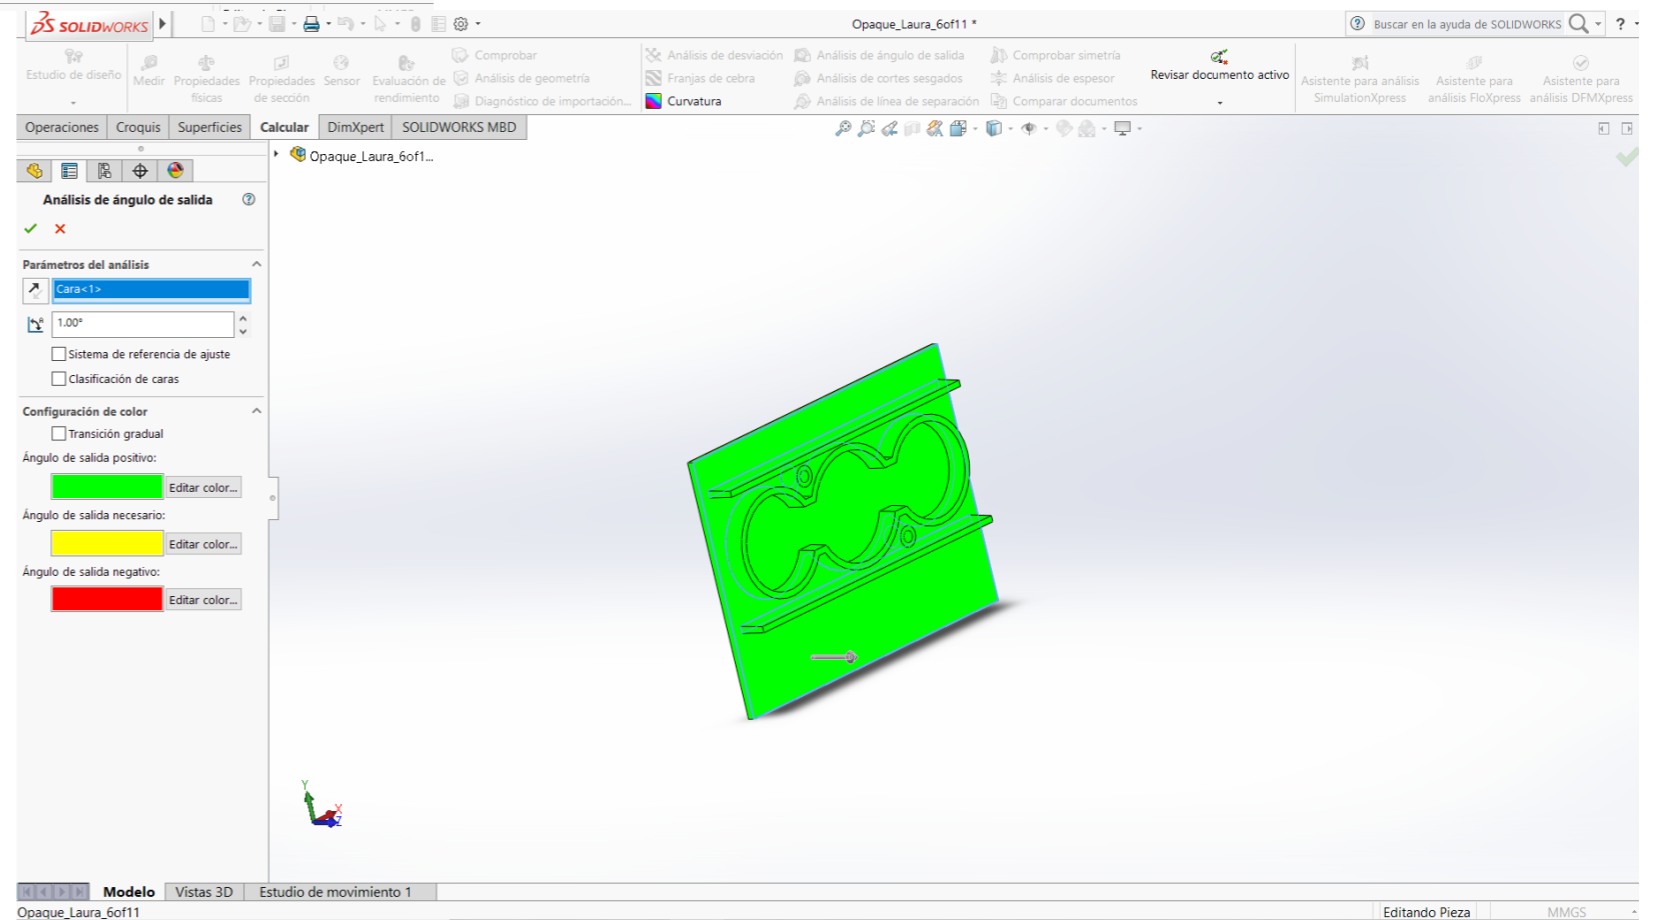 SOLIDWORKS
Opaque_Laura_6of11 *
Buscar en la ayuda de SOLIDWORKS
?
Estudio de diseño
Medir
Propiedades físicas
Propiedades de sección
Sensor
Evaluación de rendimiento
Comprobar
Análisis de geometría
Diagnóstico de importación...
Análisis de desviación
Franjas de cebra
Curvatura
Análisis de ángulo de salida
Análisis de cortes sesgados
Análisis de línea de separación
Comprobar simetría
Análisis de espesor
Comparar documentos
Revisar documento activo
Asistente para análisis SimulationXpress
Asistente para análisis FloXpress
Asistente para análisis DFMXpress
Operaciones
Croquis
Superficies
Calcular
DimXpert
SOLIDWORKS MBD
Opaque_Laura_6of1...
Análisis de ángulo de salida
Parámetros del análisis
Cara<1>
1.00°
Sistema de referencia de ajuste
Clasificación de caras
Configuración de color
Transición gradual
Ángulo de salida positivo:
Editar color...
Ángulo de salida necesario:
Editar color...
Ángulo de salida negativo:
Editar color...
Y
X
Z
Modelo
Vistas 3D
Estudio de movimiento 1
Opaque_Laura_6of11
Editando Pieza
MMGS